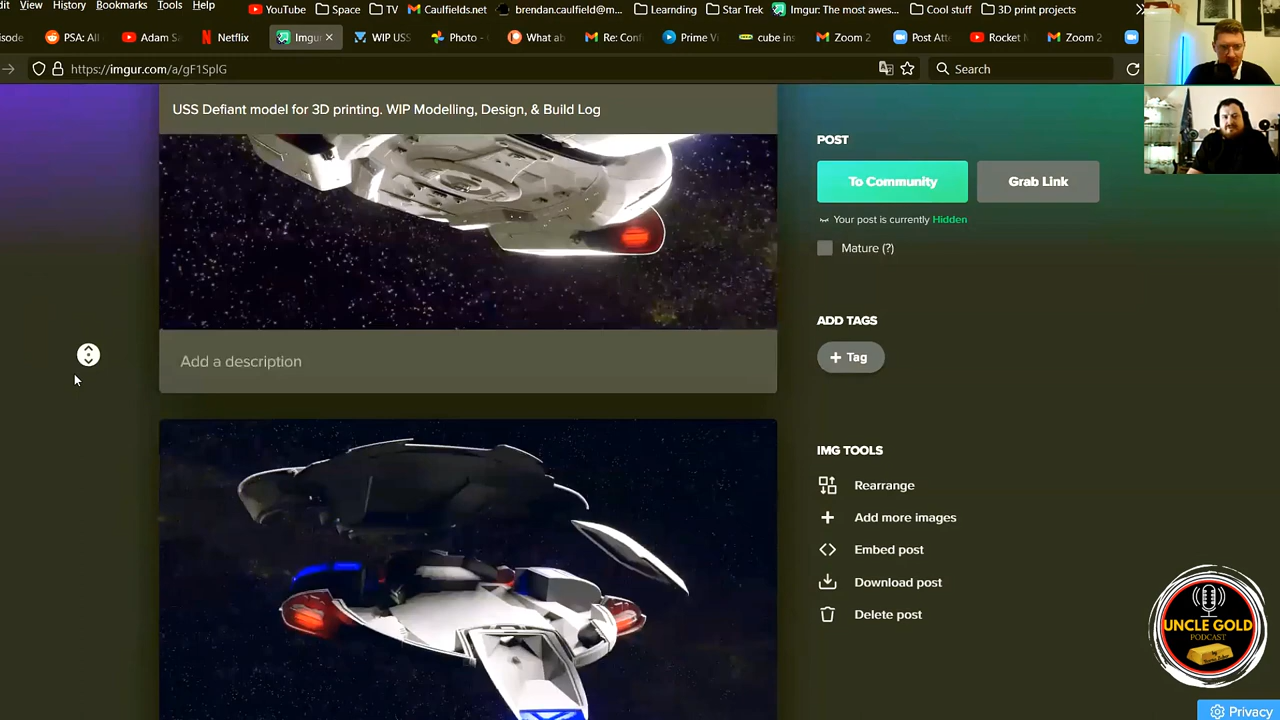 dit View History Bookmarks Tools Help
YouTube Space TV Caulfields.net brendan.caulfield@m... Learnding Star Trek Imgur: The most awes... Cool stuff 3D print projects
isode PSA: All Adam Sa Netflix Imgur WIP USS Photo - What ab Re: Conf Prime Vi cube ins Zoom 2 Post Atte Rocket M Zoom 2
https://imgur.com/a/gF1SplG Search
USS Defiant model for 3D printing. WIP Modelling, Design, & Build Log
POST
To Community Grab Link
Your post is currently Hidden
Mature (?)
ADD TAGS
+ Tag
Add a description
IMG TOOLS
Rearrange
Add more images
Embed post
Download post
Delete post
UNCLE GOLD
PODCAST
Privacy